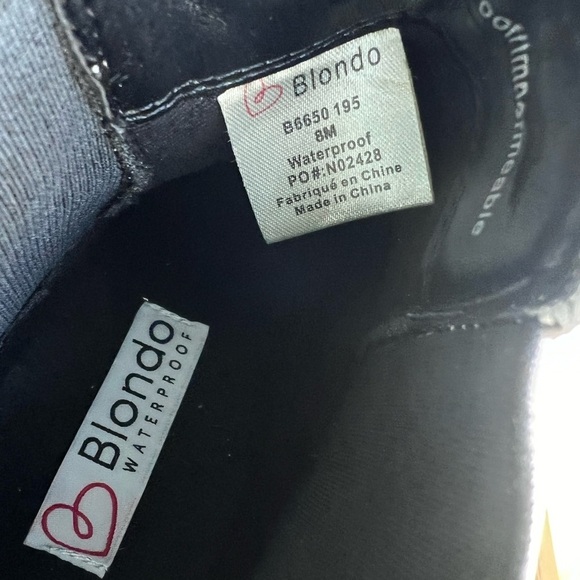 Blondo
B6650 195
8M
Waterproof
PO#:N02428
Fabriqué en Chine
Made in China
Blondo
WATERPROOF